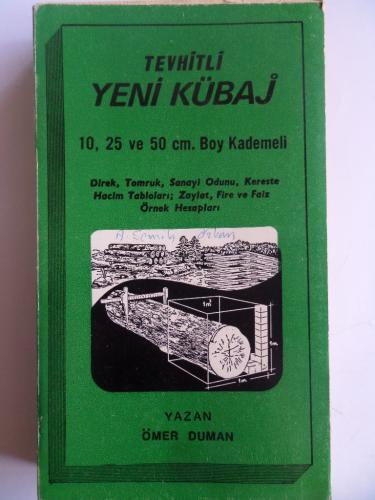 TEVHİTLİ
YENİ KÜBAJ
10, 25 ve 50 cm. Boy Kademeli
Direk, Tomruk, Sanayi Odunu, Kereste
Hacim Tabloları; Zayiat, Fire ve Faiz
Örnek Hesapları
1m³
1m.
1m.
YAZAN
ÖMER DUMAN